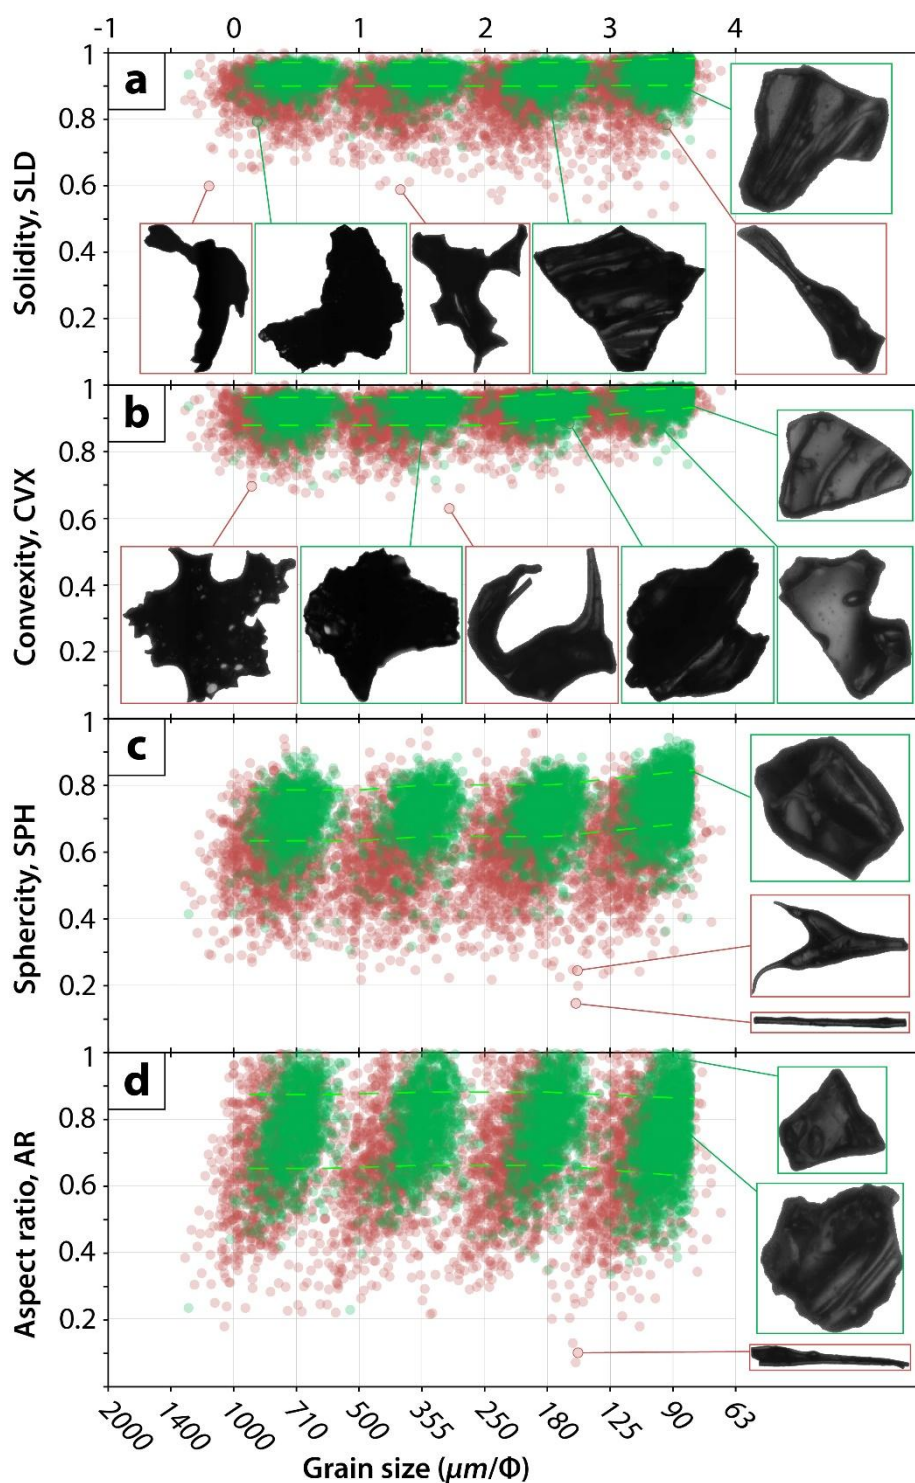 -1 0 1 2 3 4
a
Solidity, SLD
1
0.8
0.6
0.4
0.2
b
Convexity, CVX
1
0.8
0.6
0.4
0.2
c
Sphercity, SPH
1
0.8
0.6
0.4
0.2
d
Aspect ratio, AR
1
0.8
0.6
0.4
0.2
2000 1400 1000 710 500 355 250 180 125 90 63
Grain size (μm/Φ)